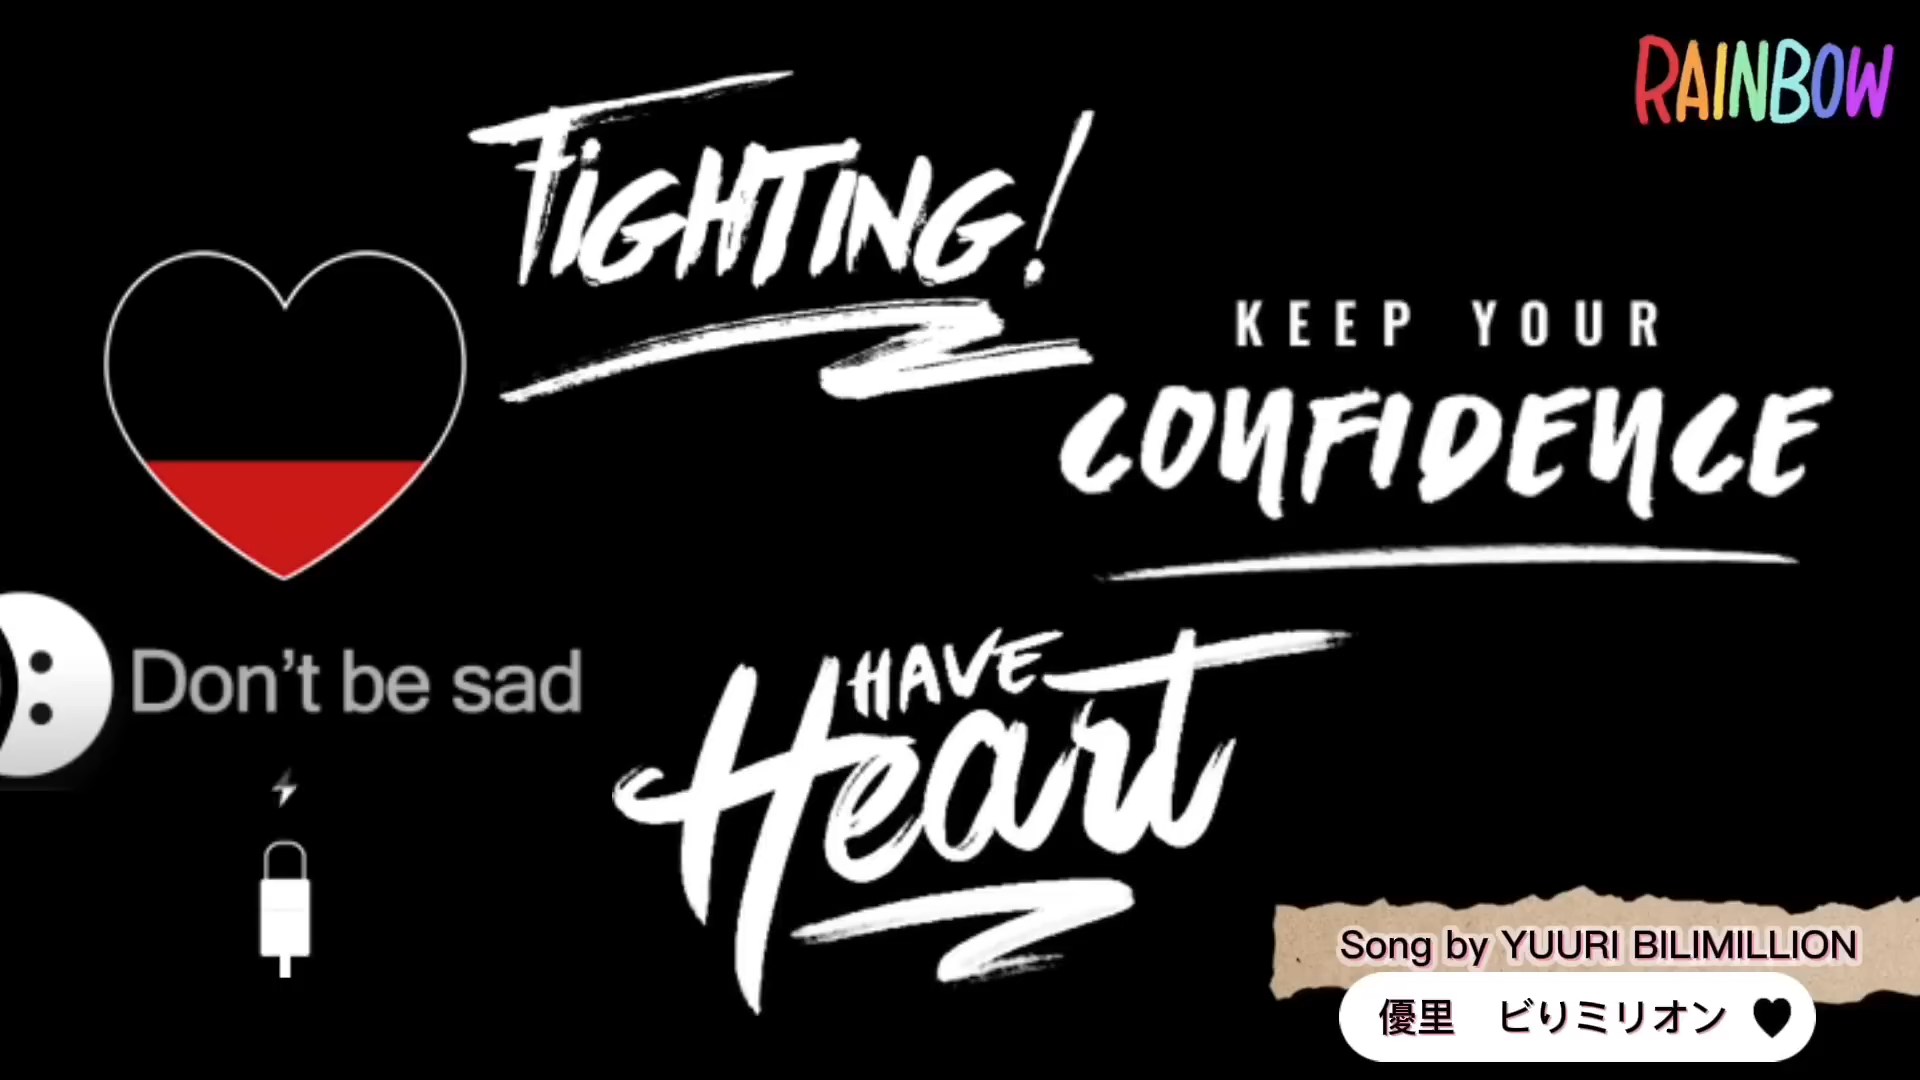 RAINBOW
FIGHTING!
KEEP YOUR
CONFIDENCE
Don't be sad
HAVE
Heart
Song by YUURI BILIMILLION
優里　ビりミリオン